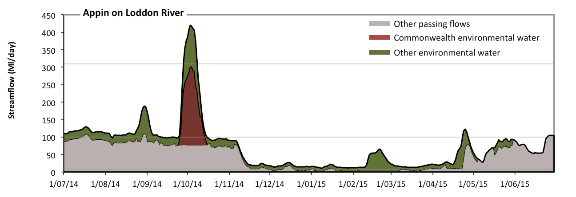 Appin on Loddon River
Other passing flows
Commonwealth environmental water
Other environmental water
Streamflow (Ml/day)
450
400
350
300
250
200
150
100
50
0
1/07/14 1/08/14 1/09/14 1/10/14 1/11/14 1/12/14 1/01/15 1/02/15 1/03/15 1/04/15 1/05/15 1/06/15